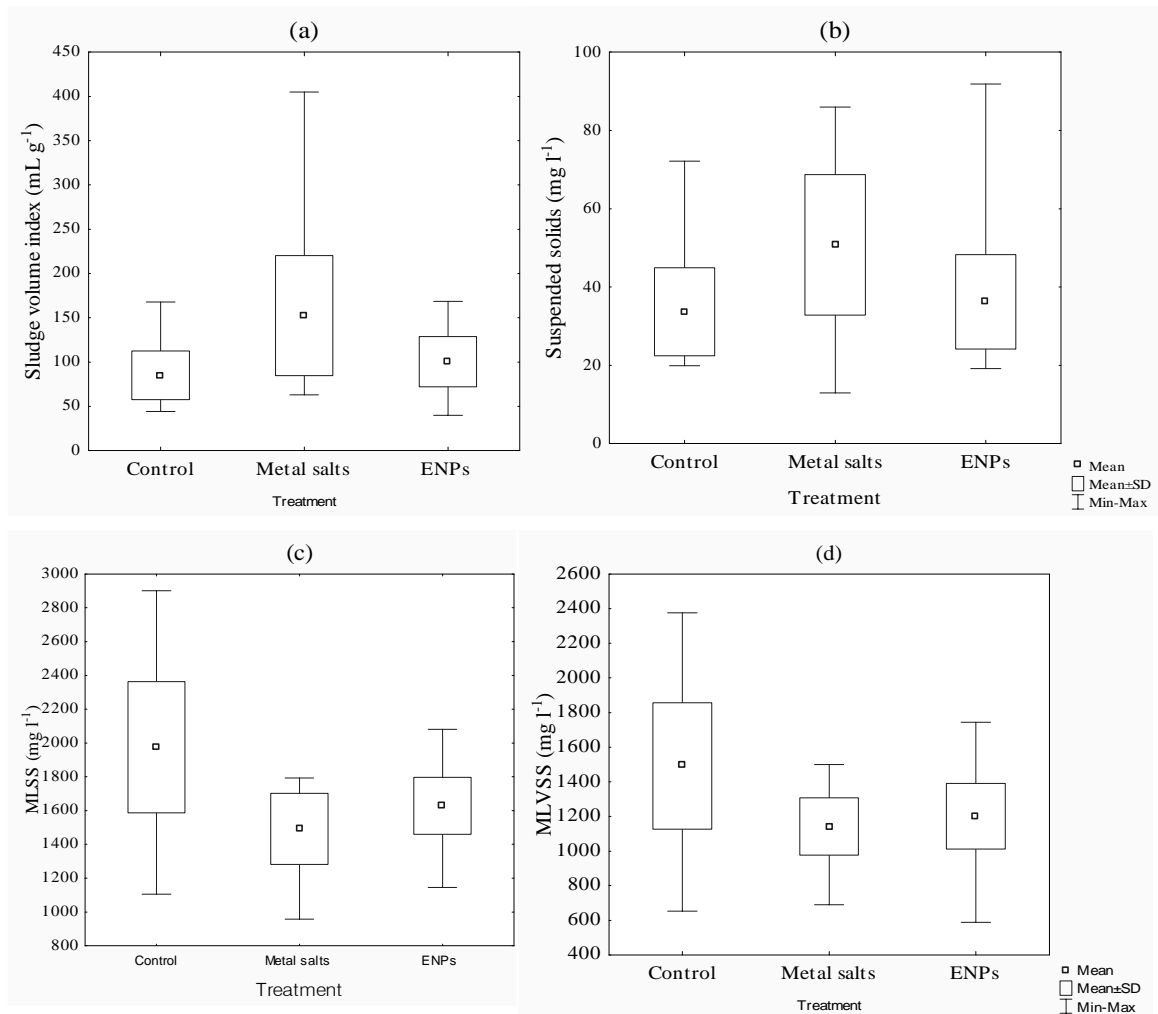 (a)
Sludge volume index (mL g-1)
450
400
350
300
250
200
150
100
50
0
Control Metal salts ENPs
Treatment
(b)
Suspended solids (mg l-1)
100
80
60
40
20
0
Control Metal salts ENPs
Treatment
Mean
Mean±SD
Min-Max
(c)
MLSS (mg l-1)
3000
2800
2600
2400
2200
2000
1800
1600
1400
1200
1000
800
Control Metal salts ENPs
Treatment
(d)
MLVSS (mg l-1)
2600
2400
2200
2000
1800
1600
1400
1200
1000
800
600
400
Control Metal salts ENPs
Treatment
Mean
Mean±SD
Min-Max